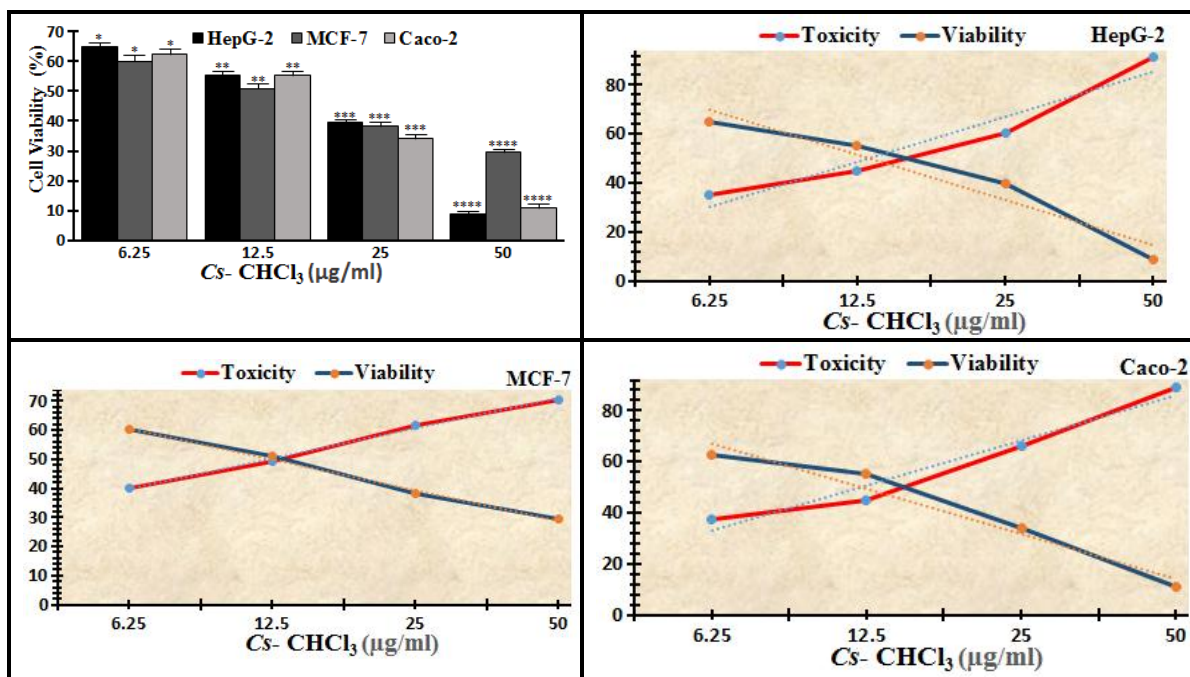 70
60
50
40
30
20
10
0
Cell Viability (%)
HepG-2 MCF-7 Caco-2
* * *
** ** **
*** *** ***
**** **** ****
6.25 12.5 25 50
Cs- CHCl₃ (µg/ml)
Toxicity Viability HepG-2
80
60
40
20
0
6.25 12.5 25 50
Cs- CHCl₃ (µg/ml)
Toxicity Viability MCF-7
70
60
50
40
30
20
10
0
6.25 12.5 25 50
Cs- CHCl₃ (µg/ml)
Toxicity Viability Caco-2
80
60
40
20
0
6.25 12.5 25 50
Cs- CHCl₃ (µg/ml)